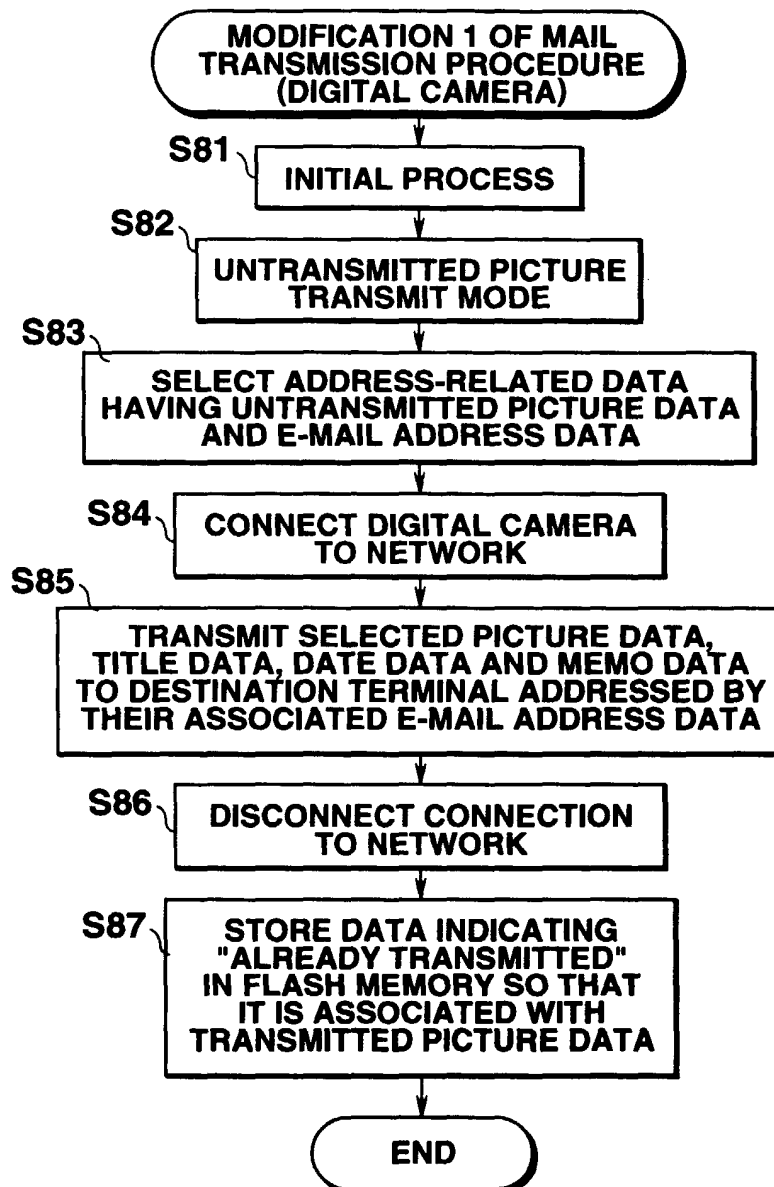 MODIFICATION 1 OF MAIL
TRANSMISSION PROCEDURE
(DIGITAL CAMERA)
S81
INITIAL PROCESS
S82
UNTRANSMITTED PICTURE
TRANSMIT MODE
S83
SELECT ADDRESS-RELATED DATA
HAVING UNTRANSMITTED PICTURE DATA
AND E-MAIL ADDRESS DATA
S84
CONNECT DIGITAL CAMERA
TO NETWORK
S85
TRANSMIT SELECTED PICTURE DATA,
TITLE DATA, DATE DATA AND MEMO DATA
TO DESTINATION TERMINAL ADDRESSED BY
THEIR ASSOCIATED E-MAIL ADDRESS DATA
S86
DISCONNECT CONNECTION
TO NETWORK
S87
STORE DATA INDICATING
"ALREADY TRANSMITTED"
IN FLASH MEMORY SO THAT
IT IS ASSOCIATED WITH
TRANSMITTED PICTURE DATA
END